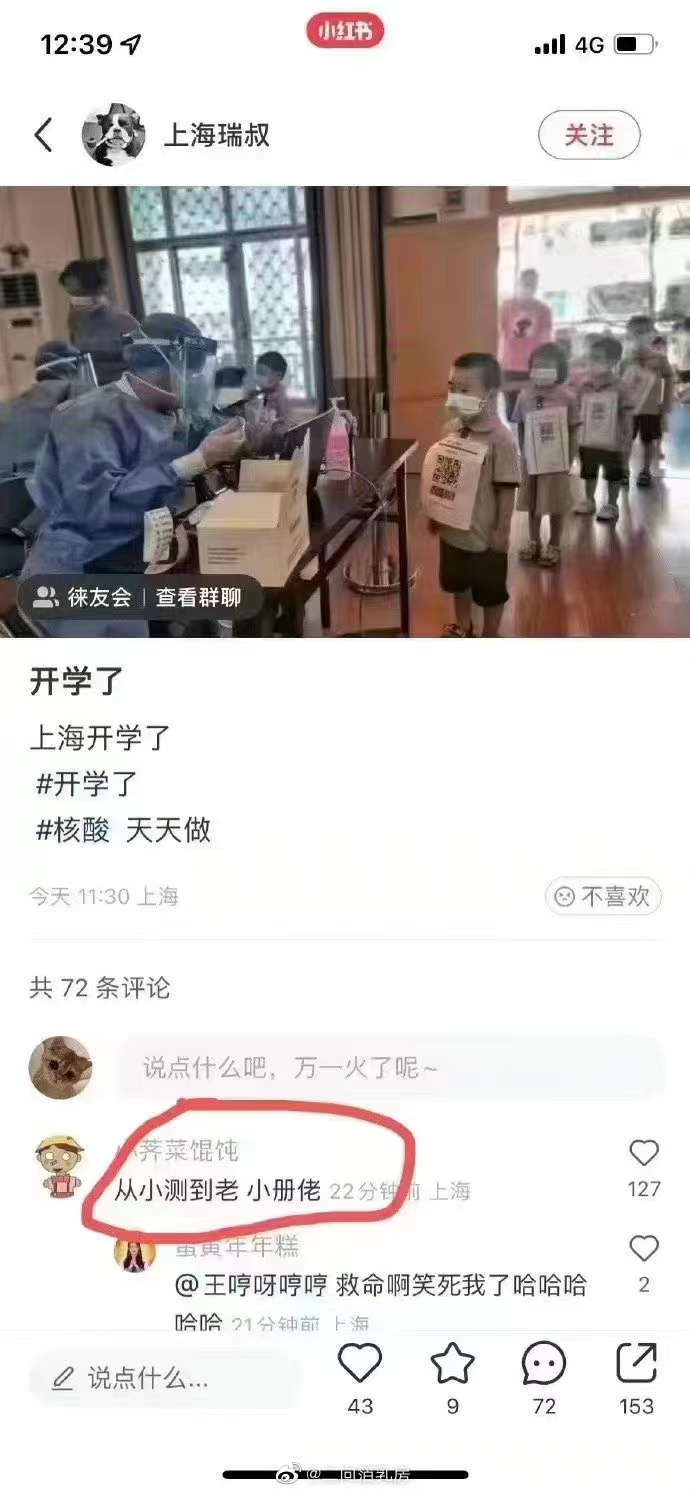 12:39
小红书
4G
上海瑞叔
关注
徕友会 | 查看群聊
开学了
上海开学了
#开学了
#核酸 天天做
今天 11:30 上海
不喜欢
共 72 条评论
说点什么吧，万一火了呢~
小荠菜馄饨
从小测到老 小册佬 22分钟前 上海
127
年年糕
@王哼呀哼哼 救命啊笑死我了哈哈哈
哈哈 21分钟前 上海
2
说点什么...
43
9
72
153